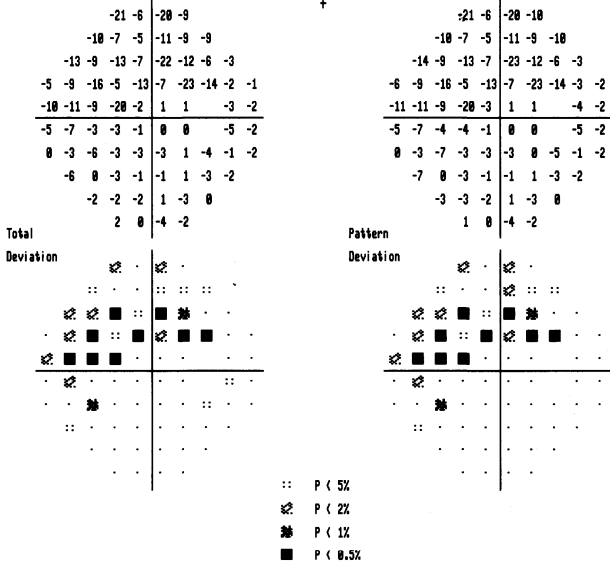 †
-21 -6 -20 -9 -21 -6 -20 -10
-10 -7 -5 -11 -9 -9 -10 -7 -5 -11 -9 -10
-13 -9 -13 -7 -22 -12 -6 -3 -14 -9 -13 -7 -23 -12 -6 -3
-5 -9 -16 -5 -13 -7 -23 -14 -2 -1 -6 -9 -16 -5 -13 -7 -23 -14 -3 -2
-10 -11 -9 -20 -2 1 1 -3 -2 -11 -11 -9 -20 -3 1 1 -4 -2
-5 -7 -3 -3 -1 0 0 -5 -2 -5 -7 -4 -4 -1 0 0 -5 -2
0 -3 -6 -3 -3 -3 1 -4 -1 -2 0 -3 -7 -3 -3 -3 0 -5 -1 -2
-6 0 -3 -1 -1 1 -3 -2 -7 0 -3 -1 -1 1 -3 -2
-2 -2 -2 1 -3 0 -3 -3 -2 1 -3 0
2 0 -4 -2 1 0 -4 -2
Total Pattern
Deviation Deviation
P < 5%
P < 2%
P < 1%
P < 0.5%